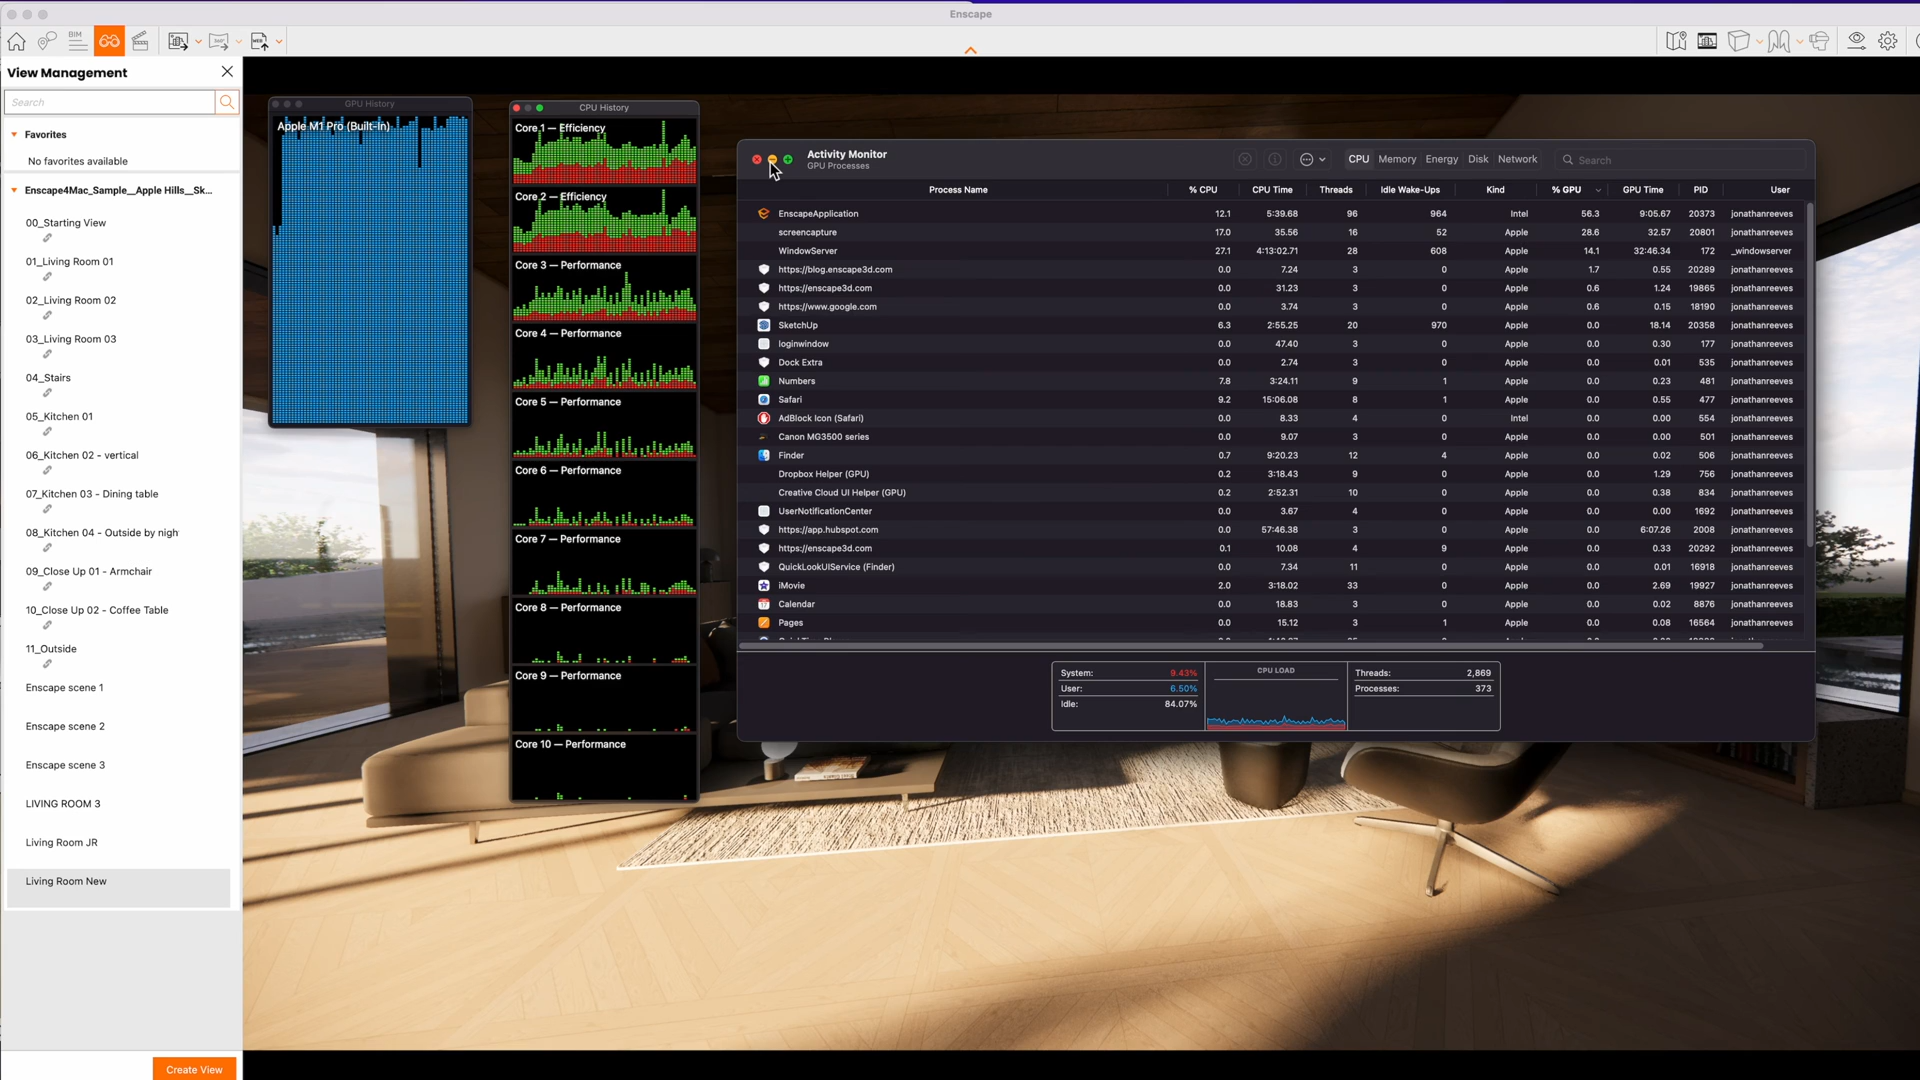 Enscape
BIM
360°
WEB
View Management
Search
Favorites
No favorites available
Enscape4Mac_Sample__Apple Hills__Sk...
00_Starting View
01_Living Room 01
02_Living Room 02
03_Living Room 03
04_Stairs
05_Kitchen 01
06_Kitchen 02 - vertical
07_Kitchen 03 - Dining table
08_Kitchen 04 - Outside by nigh
09_Close Up 01 - Armchair
10_Close Up 02 - Coffee Table
11_Outside
Enscape scene 1
Enscape scene 2
Enscape scene 3
LIVING ROOM 3
Living Room JR
Living Room New
Create View
GPU History
Apple M1 Pro (Built-In)
CPU History
Core 1 — Efficiency
Core 2 — Efficiency
Core 3 — Performance
Core 4 — Performance
Core 5 — Performance
Core 6 — Performance
Core 7 — Performance
Core 8 — Performance
Core 9 — Performance
Core 10 — Performance
Activity Monitor
GPU Processes
CPU Memory Energy Disk Network
Search
Process Name % CPU CPU Time Threads Idle Wake-Ups Kind % GPU GPU Time PID User
EnscapeApplication 12.1 5:39.68 96 964 Intel 56.3 9:05.67 20373 jonathanreeves
screencapture 17.0 35.56 16 52 Apple 28.6 32.57 20801 jonathanreeves
WindowServer 27.1 4:13:02.71 28 608 Apple 14.1 32:46.34 172 _windowserver
https://blog.enscape3d.com 0.0 7.24 3 0 Apple 1.7 0.55 20289 jonathanreeves
https://enscape3d.com 0.0 31.23 3 0 Apple 0.6 1.24 19865 jonathanreeves
https://www.google.com 0.0 3.74 3 0 Apple 0.6 0.15 18190 jonathanreeves
SketchUp 6.3 2:55.25 20 970 Apple 0.0 18.14 20358 jonathanreeves
loginwindow 0.0 47.40 3 0 Apple 0.0 0.30 177 jonathanreeves
Dock Extra 0.0 2.74 3 0 Apple 0.0 0.01 535 jonathanreeves
Numbers 7.8 3:24.11 9 1 Apple 0.0 0.23 481 jonathanreeves
Safari 9.2 15:06.08 8 1 Apple 0.0 0.55 477 jonathanreeves
AdBlock Icon (Safari) 0.0 8.33 4 0 Intel 0.0 0.00 554 jonathanreeves
Canon MG3500 series 0.0 9.07 3 0 Apple 0.0 0.00 501 jonathanreeves
Finder 0.7 9:20.23 12 4 Apple 0.0 0.02 506 jonathanreeves
Dropbox Helper (GPU) 0.2 3:18.43 9 0 Apple 0.0 1.29 756 jonathanreeves
Creative Cloud UI Helper (GPU) 0.2 2:52.31 10 0 Apple 0.0 0.38 834 jonathanreeves
UserNotificationCenter 0.0 3.67 4 0 Apple 0.0 0.00 1692 jonathanreeves
https://app.hubspot.com 0.0 57:46.38 3 0 Apple 0.0 6:07.26 2008 jonathanreeves
https://enscape3d.com 0.1 10.08 4 9 Apple 0.0 0.33 20292 jonathanreeves
QuickLookUIService (Finder) 0.0 7.34 11 0 Apple 0.0 0.01 16918 jonathanreeves
iMovie 2.0 3:18.02 33 0 Apple 0.0 2.69 19927 jonathanreeves
Calendar 0.0 18.83 3 0 Apple 0.0 0.02 8876 jonathanreeves
Pages 0.0 15.12 3 1 Apple 0.0 0.08 16564 jonathanreeves
System: 9.43% CPU LOAD Threads: 2,869
User: 6.50% Processes: 373
Idle: 84.07%